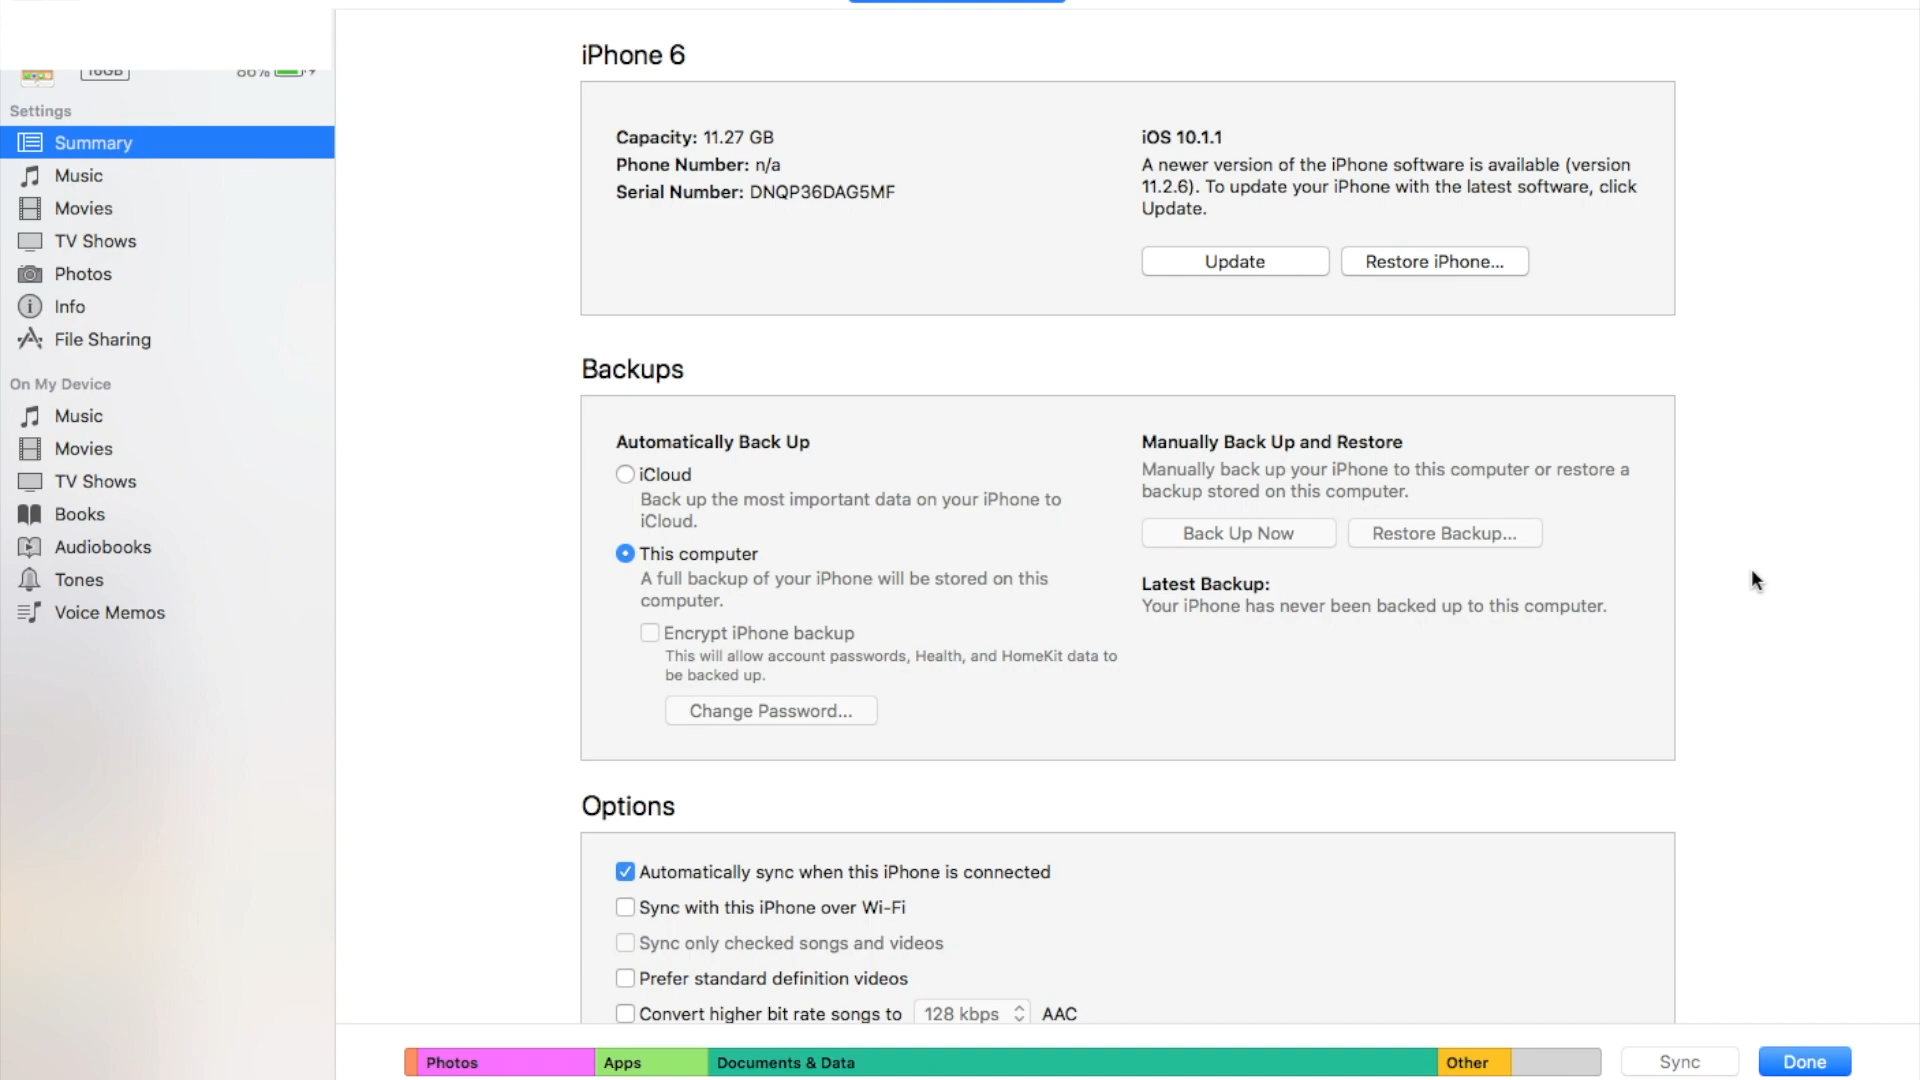 16GB
86%
Settings
Summary
Music
Movies
TV Shows
Photos
Info
File Sharing
On My Device
Music
Movies
TV Shows
Books
Audiobooks
Tones
Voice Memos
iPhone 6
Capacity: 11.27 GB
Phone Number: n/a
Serial Number: DNQP36DAG5MF
iOS 10.1.1
A newer version of the iPhone software is available (version
11.2.6). To update your iPhone with the latest software, click
Update.
Update
Restore iPhone...
Backups
Automatically Back Up
iCloud
Back up the most important data on your iPhone to
iCloud.
This computer
A full backup of your iPhone will be stored on this
computer.
Encrypt iPhone backup
This will allow account passwords, Health, and HomeKit data to
be backed up.
Change Password...
Manually Back Up and Restore
Manually back up your iPhone to this computer or restore a
backup stored on this computer.
Back Up Now
Restore Backup...
Latest Backup:
Your iPhone has never been backed up to this computer.
Options
Automatically sync when this iPhone is connected
Sync with this iPhone over Wi-Fi
Sync only checked songs and videos
Prefer standard definition videos
Convert higher bit rate songs to 128 kbps AAC
Photos
Apps
Documents & Data
Other
Sync
Done